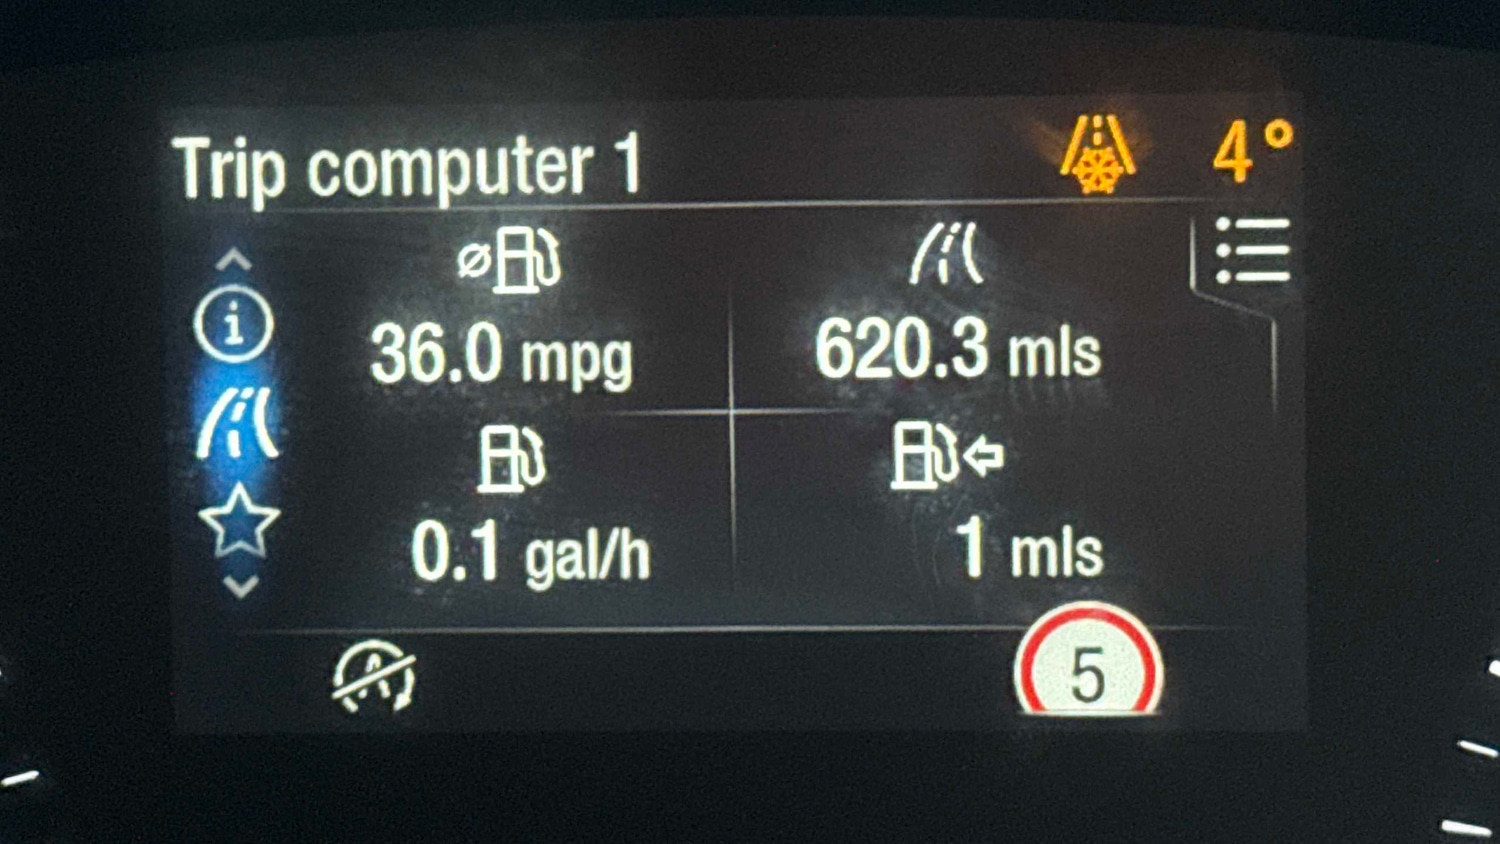 Trip computer 1
4°
36.0 mpg
620.3 mls
0.1 gal/h
1 mls
5